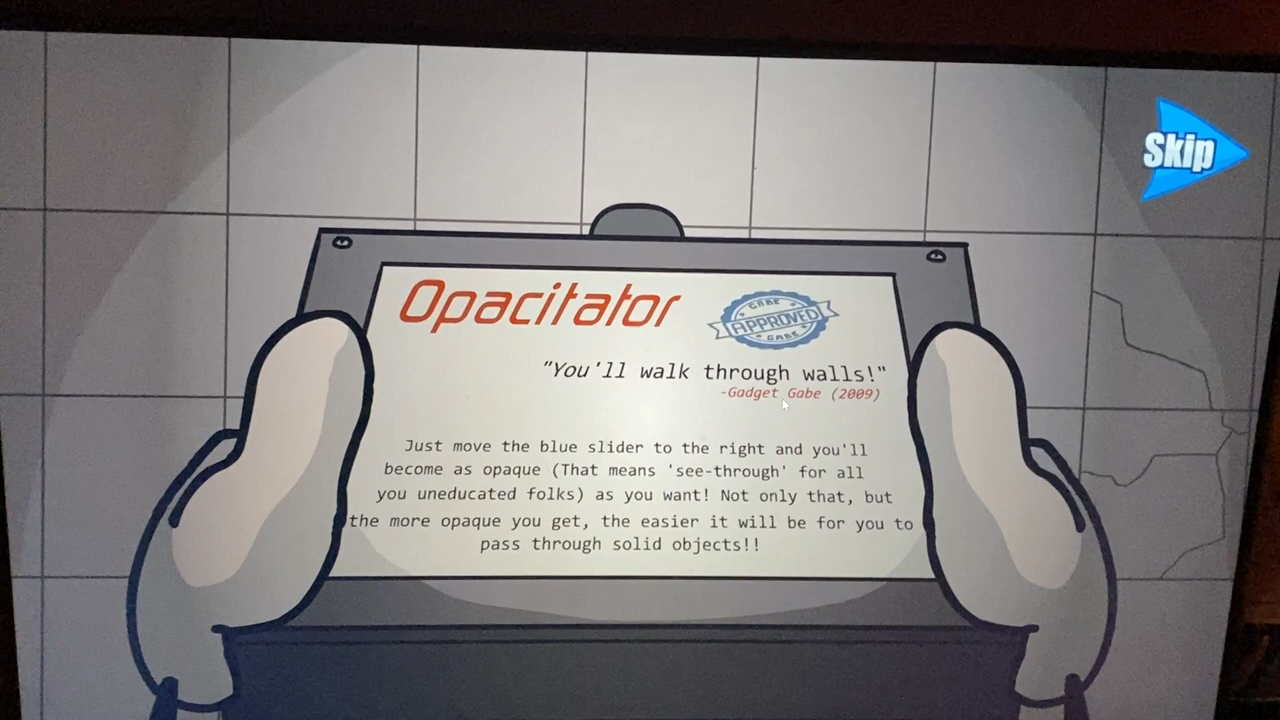 Skip
Opacitator
GABE
APPROVED
GABE
"You'll walk through walls!"
-Gadget Gabe (2009)
Just move the blue slider to the right and you'll
become as opaque (That means 'see-through' for all
you uneducated folks) as you want! Not only that, but
the more opaque you get, the easier it will be for you to
pass through solid objects!!